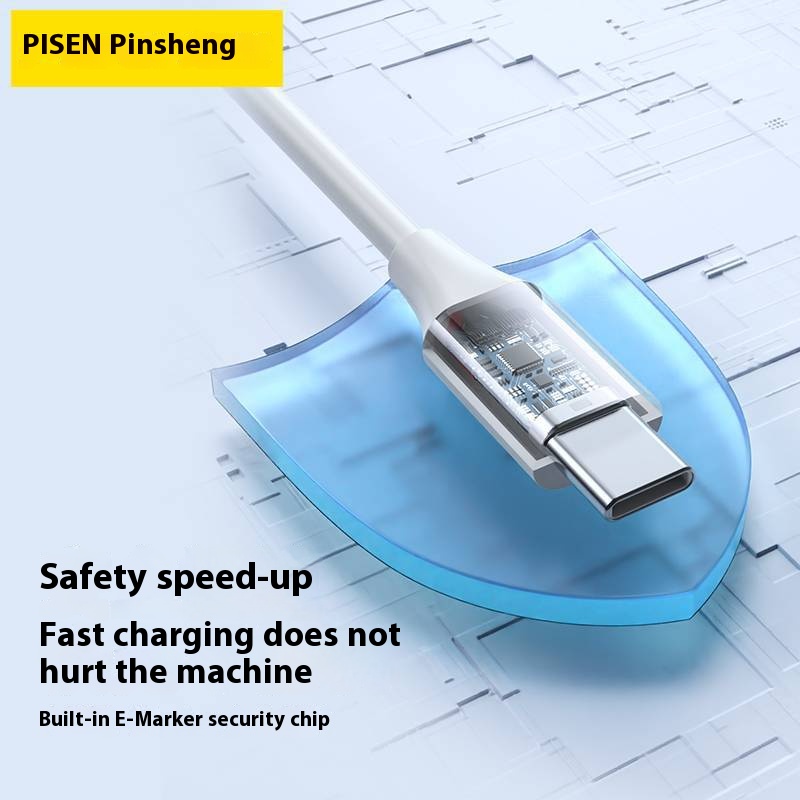 PISEN Pinsheng
Safety speed-up
Fast charging does not
hurt the machine
Built-in E-Marker security chip